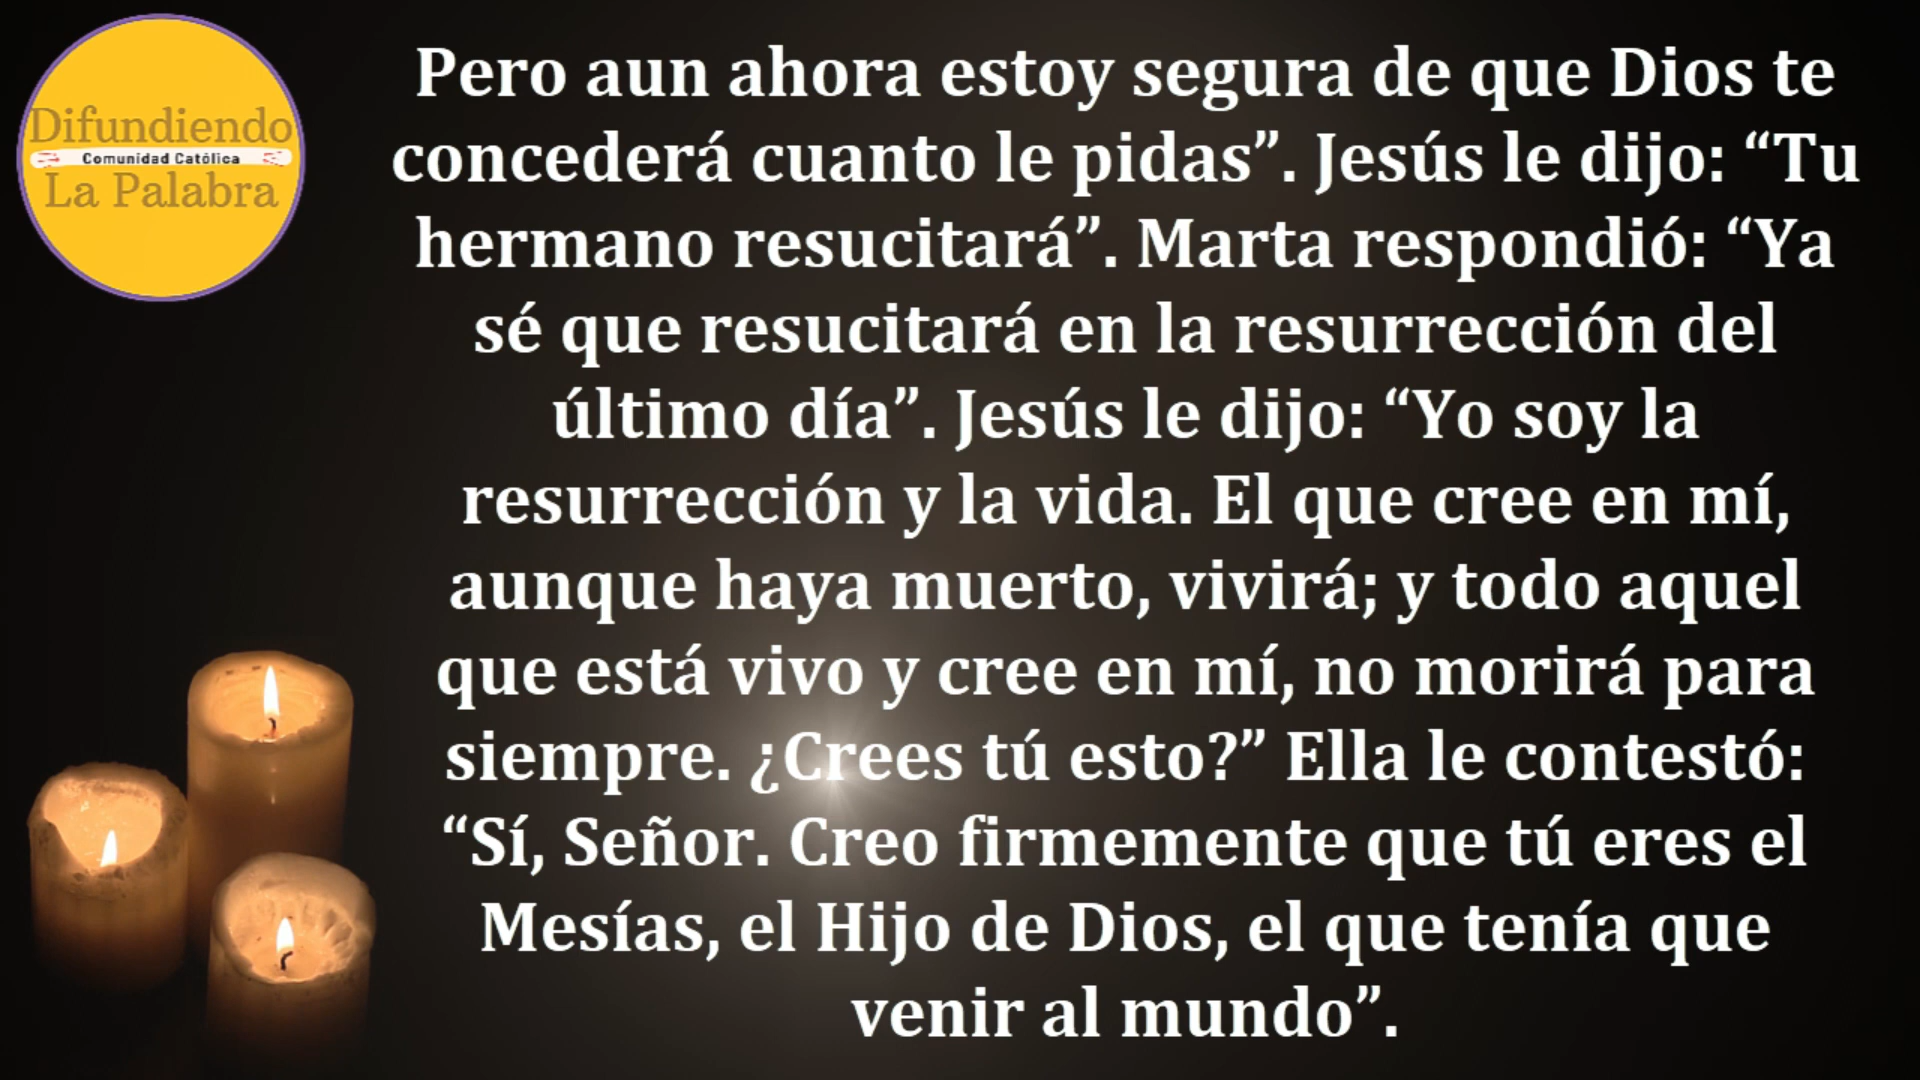 Difundiendo
Comunidad Católica
La Palabra
Pero aun ahora estoy segura de que Dios te
concederá cuanto le pidas”. Jesús le dijo: “Tu
hermano resucitará”. Marta respondió: “Ya
sé que resucitará en la resurrección del
último día”. Jesús le dijo: “Yo soy la
resurrección y la vida. El que cree en mí,
aunque haya muerto, vivirá; y todo aquel
que está vivo y cree en mí, no morirá para
siempre. ¿Crees tú esto?” Ella le contestó:
“Sí, Señor. Creo firmemente que tú eres el
Mesías, el Hijo de Dios, el que tenía que
venir al mundo”.